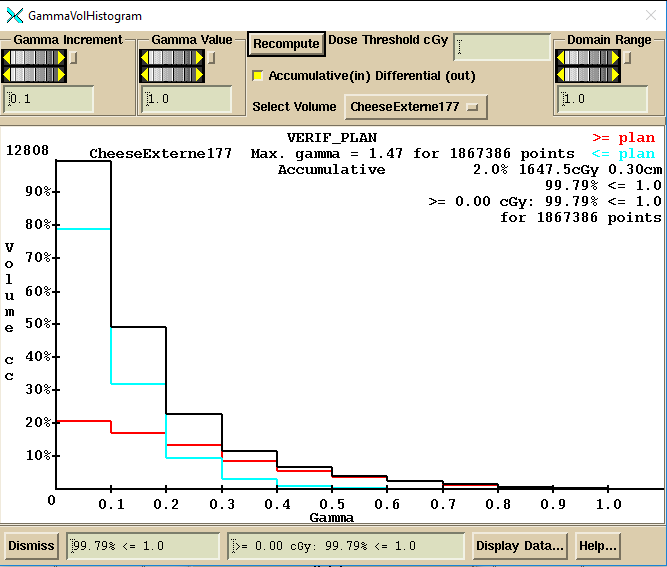 GammaVolHistogram
Gamma Increment
Gamma Value
Recompute
Dose Threshold cGy
Domain Range
Accumulative(in) Differential (out)
0.1
1.0
Select Volume
CheeseExterne177
1.0
VERIF_PLAN
>= plan
12808
CheeseExterne177 Max. gamma = 1.47 for 1867386 points
<= plan
Accumulative
2.0% 1647.5cGy 0.30cm
99.79% <= 1.0
>= 0.00 cGy: 99.79% <= 1.0
for 1867386 points
90%
80%
70%
60%
50%
40%
30%
20%
10%
Volume cc
0
0.1 0.2 0.3 0.4 0.5 0.6 0.7 0.8 0.9 1.0
Gamma
Dismiss
99.79% <= 1.0
>= 0.00 cGy: 99.79% <= 1.0
Display Data...
Help...